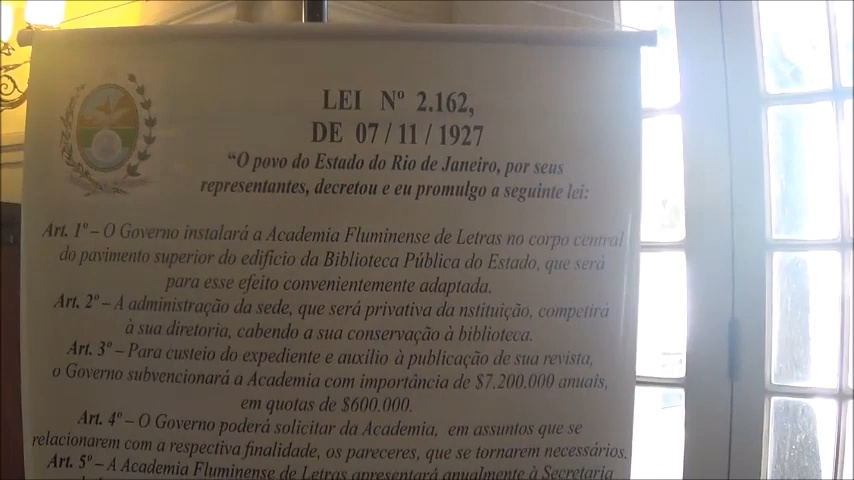 LEI Nº 2.162,
DE 07/11/1927
"O povo do Estado do Rio de Janeiro, por seus
representantes, decretou e eu promulgo a seguinte lei:
Art. 1º – O Governo instalará a Academia Fluminense de Letras no corpo central
do pavimento superior do edifício da Biblioteca Pública do Estado, que será
para esse efeito convenientemente adaptada.
Art. 2º – A administração da sede, que será privativa da nstituição, competirá
à sua diretoria, cabendo a sua conservação à biblioteca.
Art. 3º – Para custeio do expediente e auxílio à publicação de sua revista,
o Governo subvencionará a Academia com importância de $7.200.000 anuais,
em quotas de $600.000.
Art. 4º – O Governo poderá solicitar da Academia, em assuntos que se
relacionarem com a respectiva finalidade, os pareceres, que se tornarem necessários.
Art. 5º – A Academia Fluminense de Letras apresentará anualmente à Secretaria